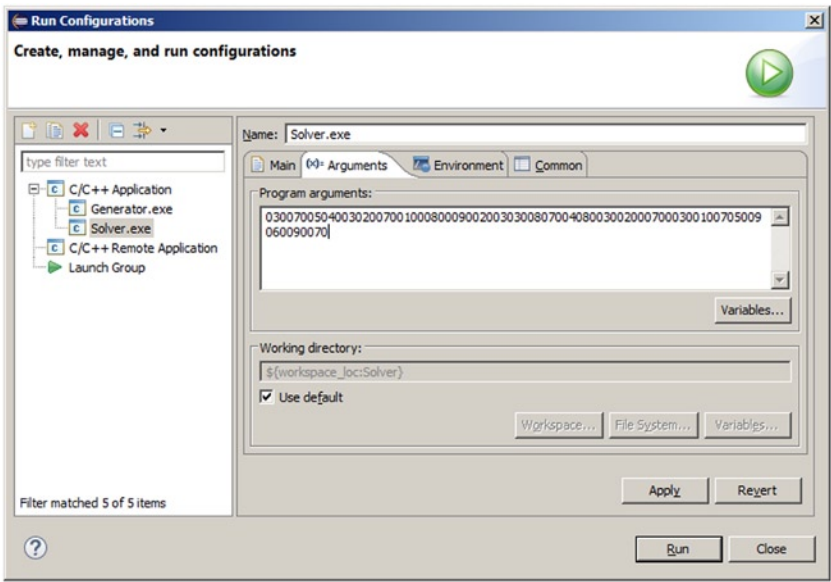 Run Configurations
Create, manage, and run configurations
type filter text
C/C++ Application
Generator.exe
Solver.exe
C/C++ Remote Application
Launch Group
Filter matched 5 of 5 items
Name: Solver.exe
Main (x)= Arguments Environment Common
Program arguments:
030070050400302007001000800090020030300807004080030020007000300100705009
060090070
Variables...
Working directory:
${workspace_loc:Solver}
Use default
Workspace... File System... Variables...
Apply Revert
Run Close